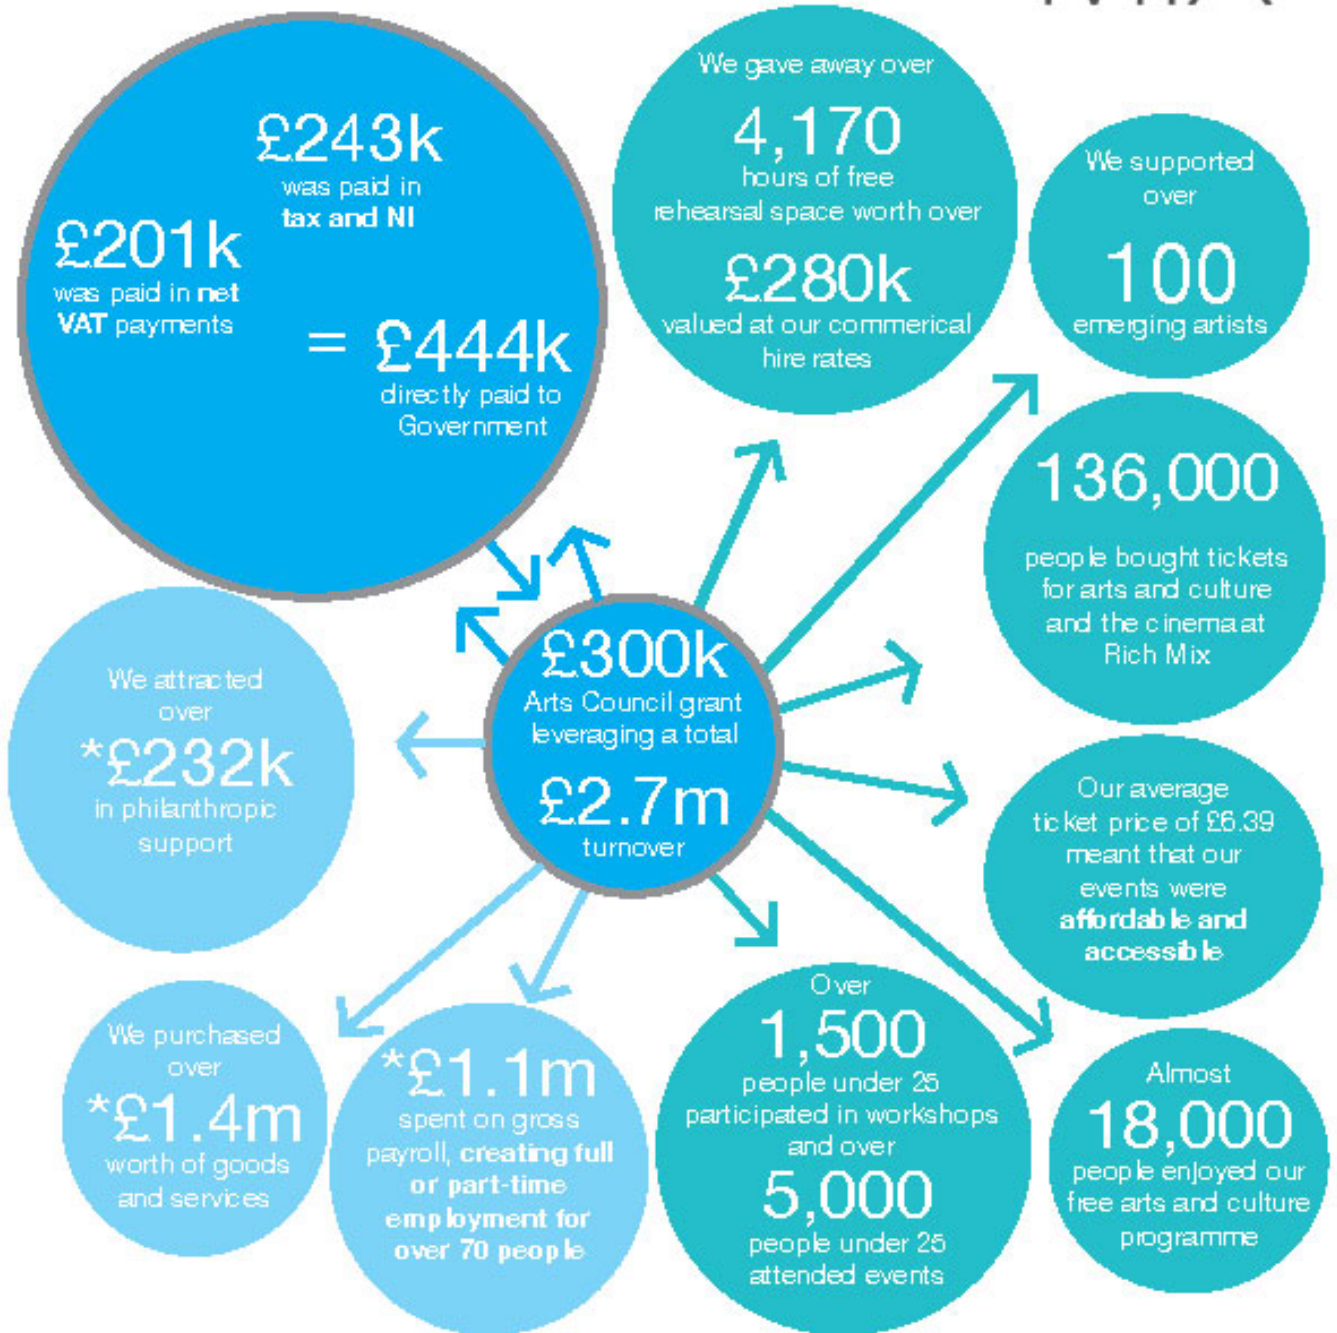 £243k
was paid in
tax and NI
£201k
was paid in net
VAT payments
= £444k
directly paid to
Government
We gave away over
4,170
hours of free
rehearsal space worth over
£280k
valued at our commerical
hire rates
We supported
over
100
emerging artists
136,000
people bought tickets
for arts and culture
and the cinema at
Rich Mix
£300k
Arts Council grant
leveraging a total
£2.7m
turnover
We attracted
over
*£232k
in philanthropic
support
Our average
ticket price of £6.39
meant that our
events were
affordable and
accessible
We purchased
over
*£1.4m
worth of goods
and services
*£1.1m
spent on gross
payroll, creating full
or part-time
employment for
over 70 people
Over
1,500
people under 25
participated in workshops
and over
5,000
people under 25
attended events
Almost
18,000
people enjoyed our
free arts and culture
programme